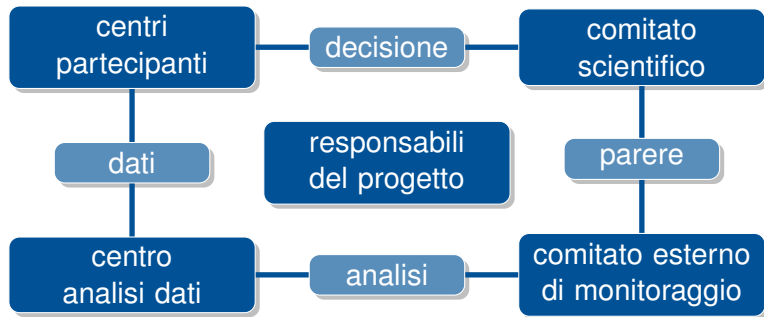 centri
partecipanti
decisione
comitato
scientifico
dati
responsabili
del progetto
parere
centro
analisi dati
analisi
comitato esterno
di monitoraggio